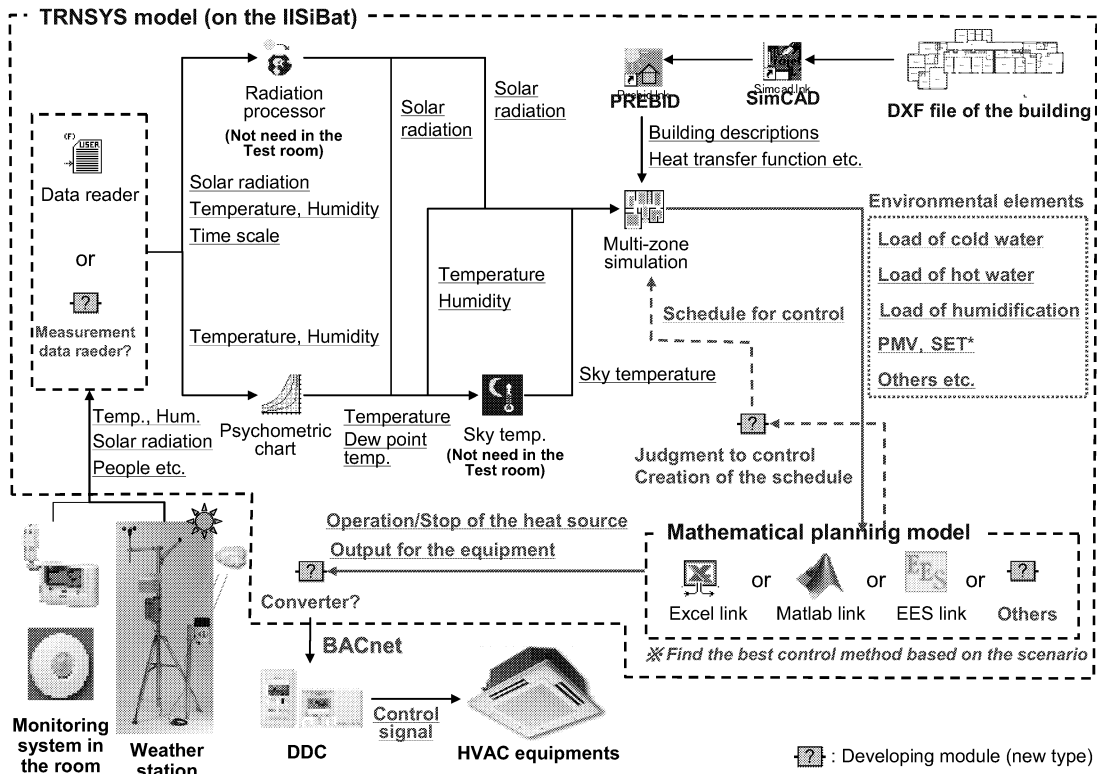 TRNSYS model (on the IISiBat)
Radiation
processor
(Not need in the
Test room)
Solar
radiation
Solar
radiation
PREBID
Simcad.lnk
SimCAD
DXF file of the building
Building descriptions
Heat transfer function etc.
(F)
USER
Data reader
or
?
Measurement
data raeder?
Solar radiation
Temperature, Humidity
Time scale
Temperature, Humidity
Temperature
Humidity
Multi-zone
simulation
Schedule for control
Environmental elements
Load of cold water
Load of hot water
Load of humidification
PMV, SET*
Others etc.
Sky temperature
Psychometric
chart
Temperature
Dew point
temp.
Sky temp.
(Not need in the
Test room)
?
Judgment to control
Creation of the schedule
Temp., Hum.
Solar radiation
People etc.
Operation/Stop of the heat source
Output for the equipment
?
Converter?
BACnet
Mathematical planning model
X
or
or
EES
or
?
Excel link
Matlab link
EES link
Others
※ Find the best control method based on the scenario
Monitoring
system in
the room
Weather
station
DDC
Control
signal
HVAC equipments
? : Developing module (new type)